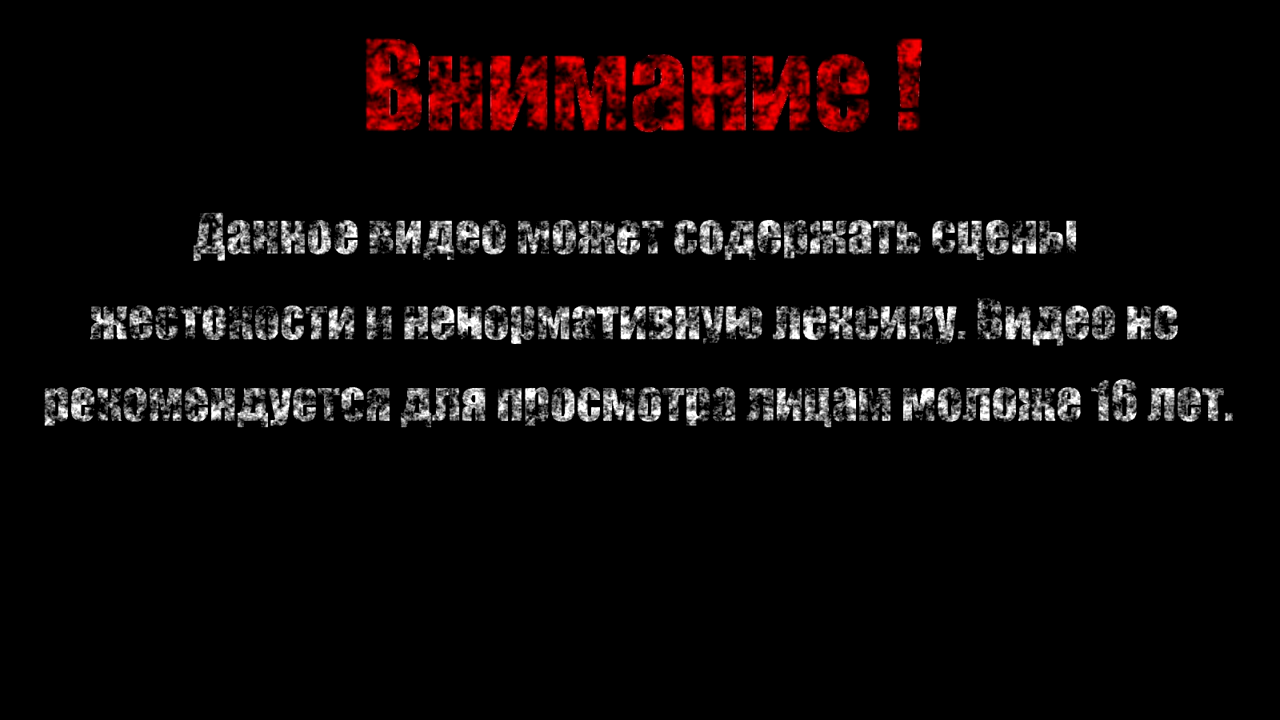 Внимание !
Данное видео может содержать сцены
жестокости и ненормативную лексику. Видео не
рекомендуется для просмотра лицам моложе 16 лет.